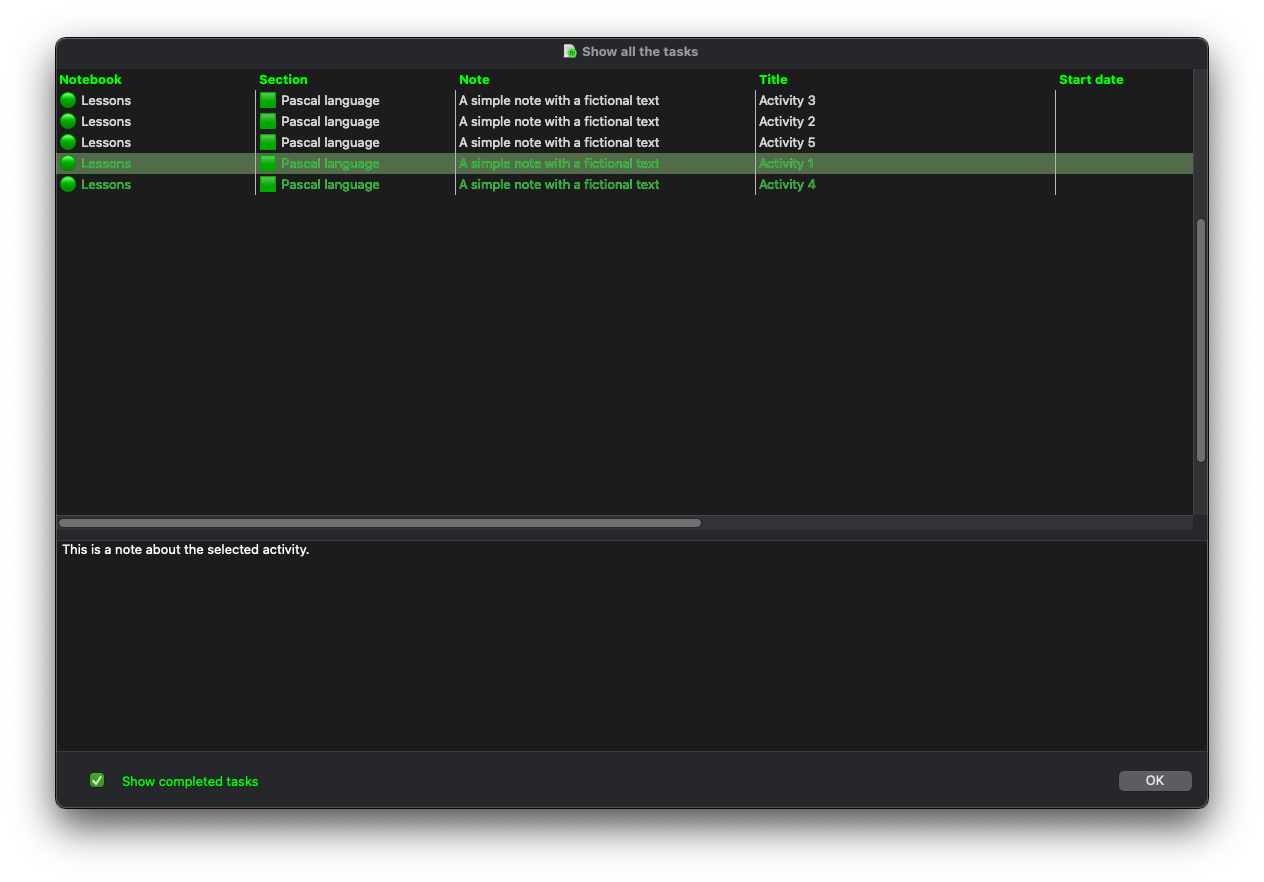 Show all the tasks
Notebook Section Note Title Start date
Lessons Pascal language A simple note with a fictional text Activity 3
Lessons Pascal language A simple note with a fictional text Activity 2
Lessons Pascal language A simple note with a fictional text Activity 5
Lessons Pascal language A simple note with a fictional text Activity 1
Lessons Pascal language A simple note with a fictional text Activity 4
This is a note about the selected activity.
Show completed tasks OK